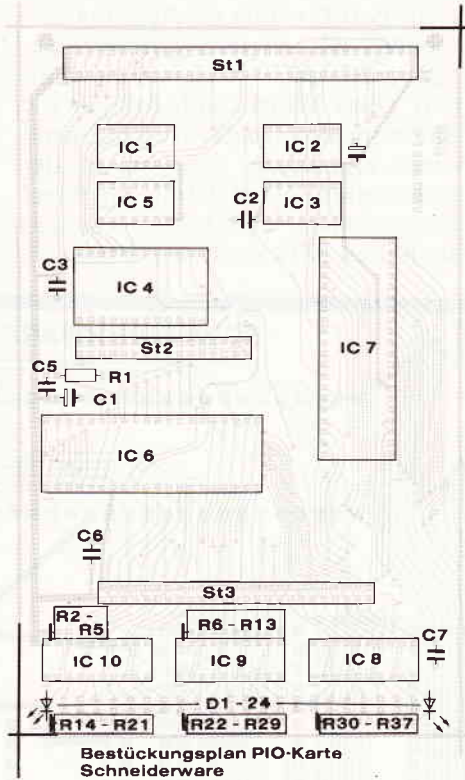 St1
IC 1
IC 2
IC 5
C2
IC 3
C3
IC 4
IC 7
St2
C5
R1
C1
IC 6
C6
St3
R2 -
R5
R6 - R13
C7
IC 10
IC 9
IC 8
D1 - 24
R14 - R21
R22 - R29
R30 - R37
Bestückungsplan PIO-Karte
Schneiderware